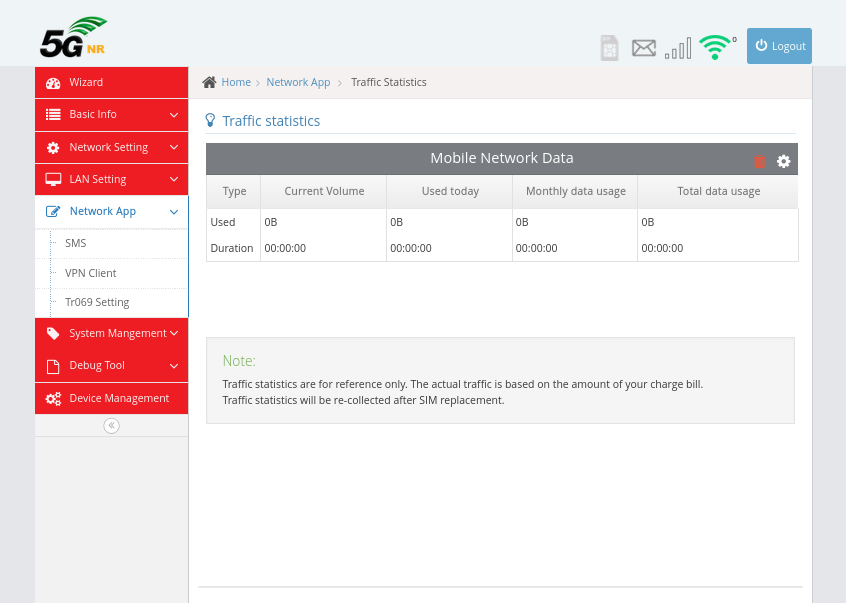 5G NR
0
Logout
Wizard
Basic Info
Network Setting
LAN Setting
Network App
SMS
VPN Client
Tr069 Setting
System Mangement
Debug Tool
Device Management
Home > Network App > Traffic Statistics
Traffic statistics
Mobile Network Data
Type Current Volume Used today Monthly data usage Total data usage
Used 0B 0B 0B 0B
Duration 00:00:00 00:00:00 00:00:00 00:00:00
Note:
Traffic statistics are for reference only. The actual traffic is based on the amount of your charge bill.
Traffic statistics will be re-collected after SIM replacement.